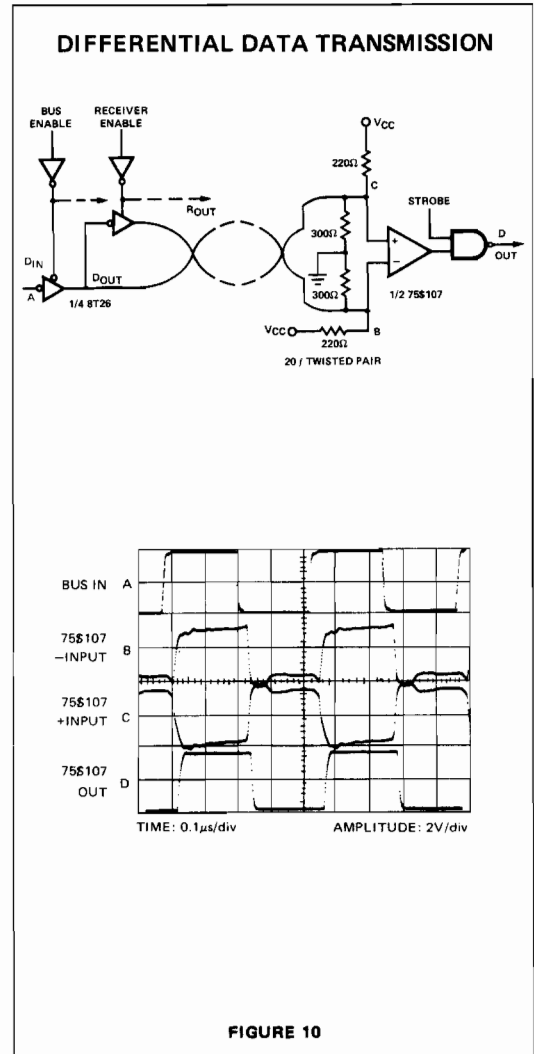 DIFFERENTIAL DATA TRANSMISSION
BUS ENABLE
RECEIVER ENABLE
VCC
220Ω
C
STROBE
ROUT
300Ω
+
D
OUT
DIN
DOUT
300Ω
−
A
1/4 8T26
1/2 75S107
VCC
220Ω
B
20 / TWISTED PAIR
BUS IN A
75S107
−INPUT B
75S107
+INPUT C
75S107
OUT D
TIME: 0.1μs/div AMPLITUDE: 2V/div
FIGURE 10